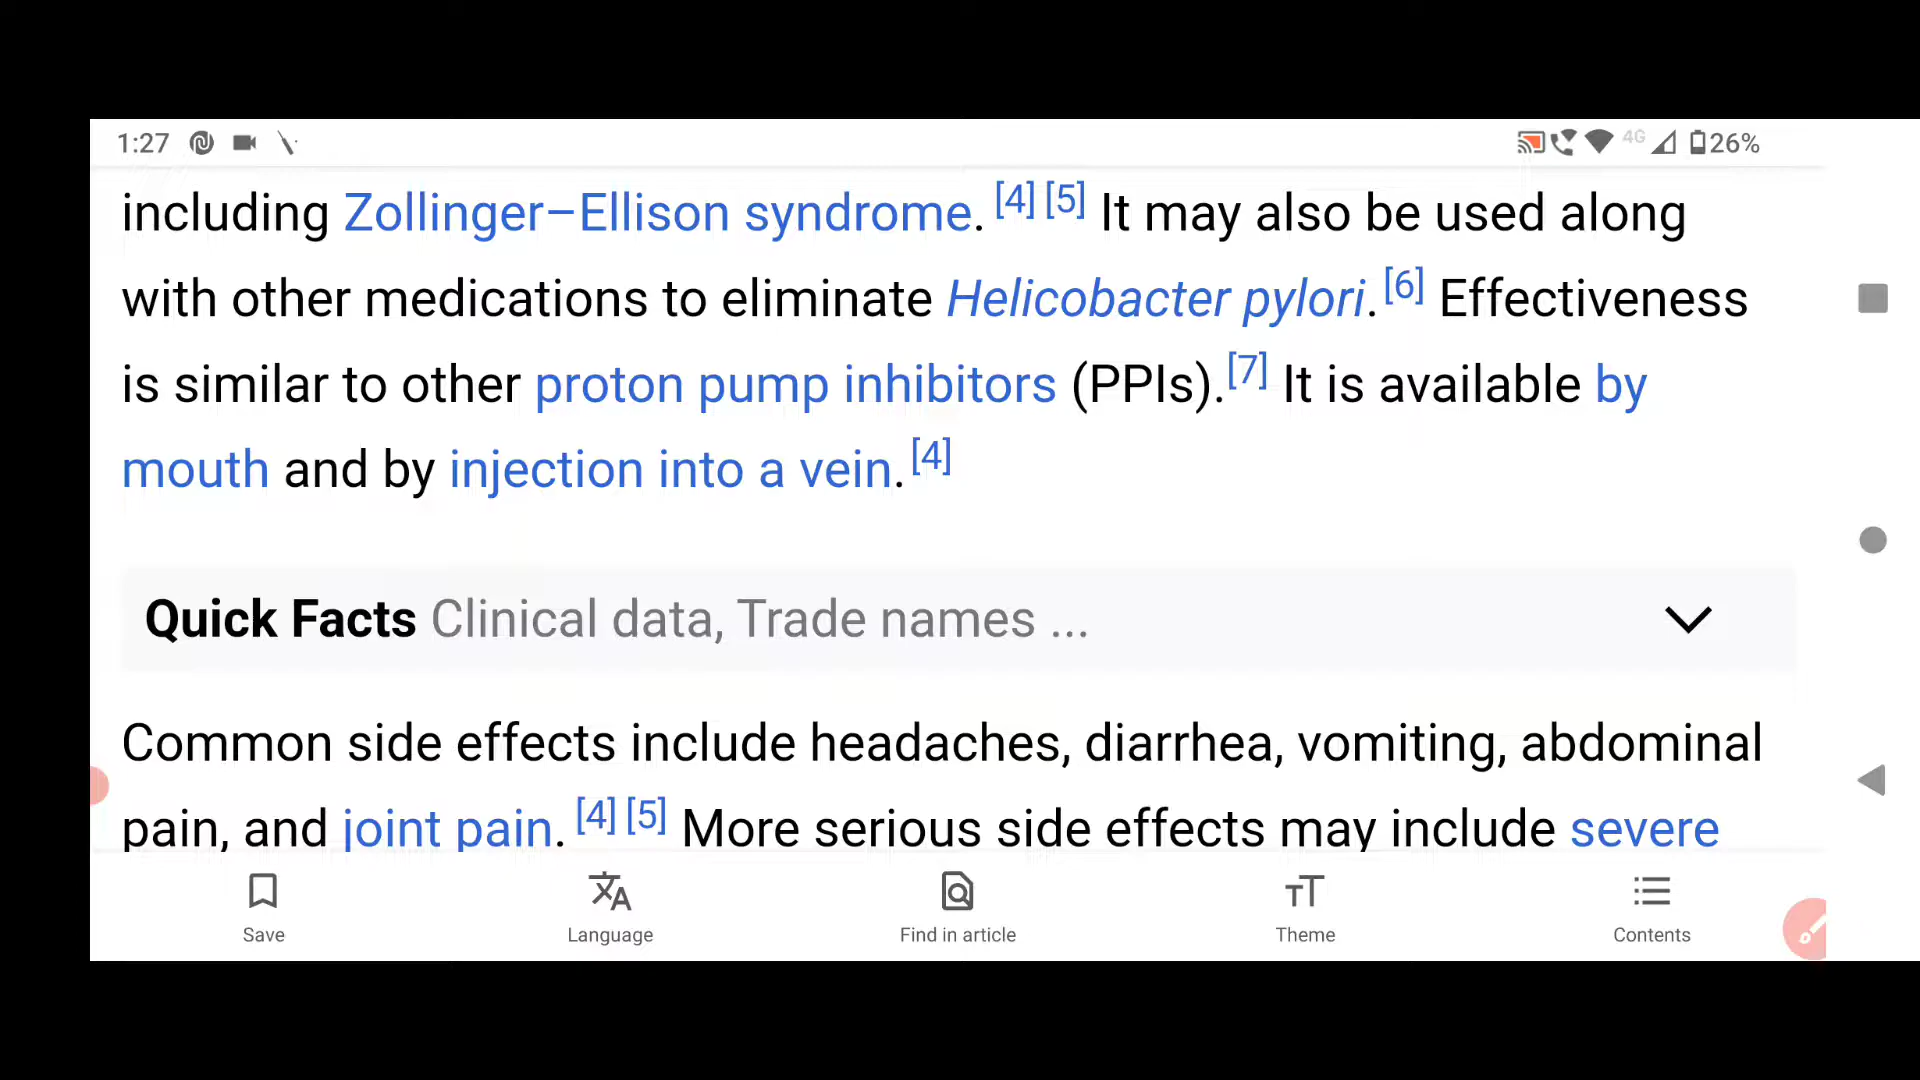 1:27 4G 26%
including Zollinger–Ellison syndrome. [4] [5] It may also be used along
with other medications to eliminate Helicobacter pylori. [6] Effectiveness
is similar to other proton pump inhibitors (PPIs). [7] It is available by
mouth and by injection into a vein. [4]
Quick Facts Clinical data, Trade names ...
Common side effects include headaches, diarrhea, vomiting, abdominal
pain, and joint pain. [4] [5] More serious side effects may include severe
Save Language Find in article Theme Contents